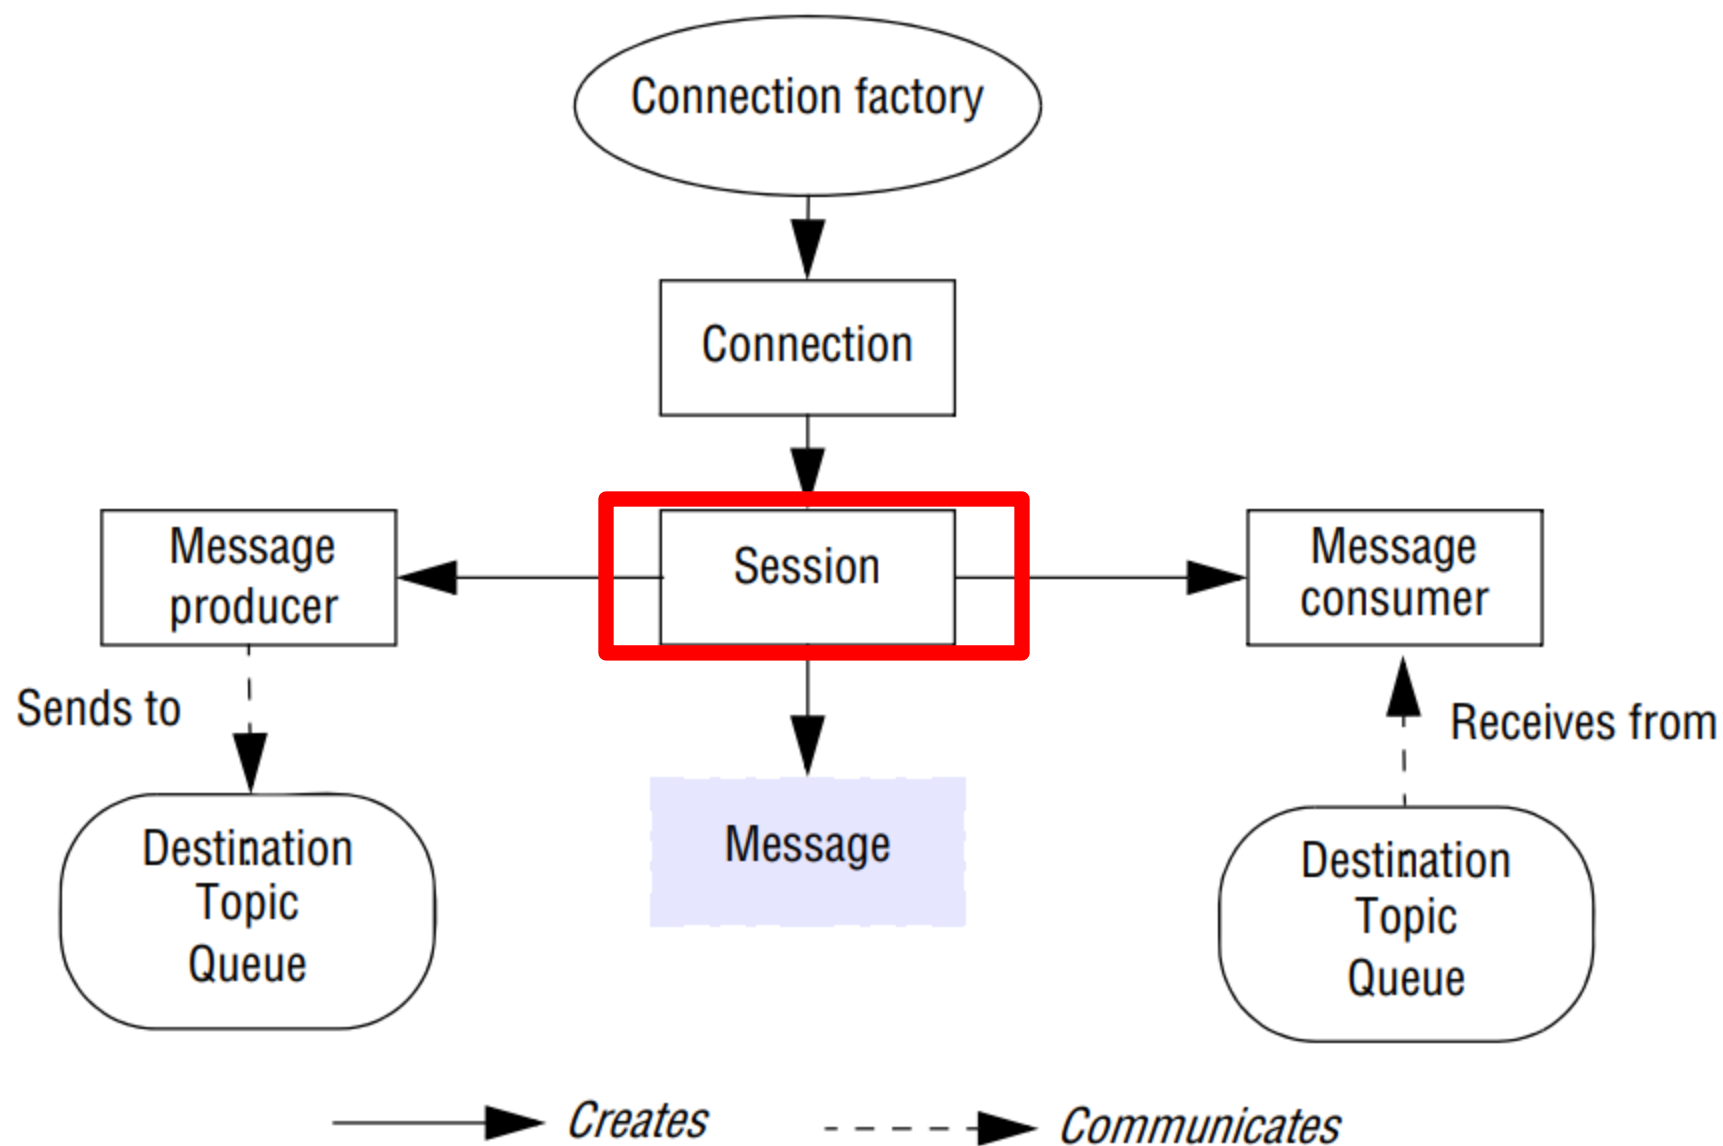 Connection factory
Connection
Message
producer
Session
Message
consumer
Sends to
Receives from
Destination
Topic
Queue
Message
Destination
Topic
Queue
Creates
Communicates